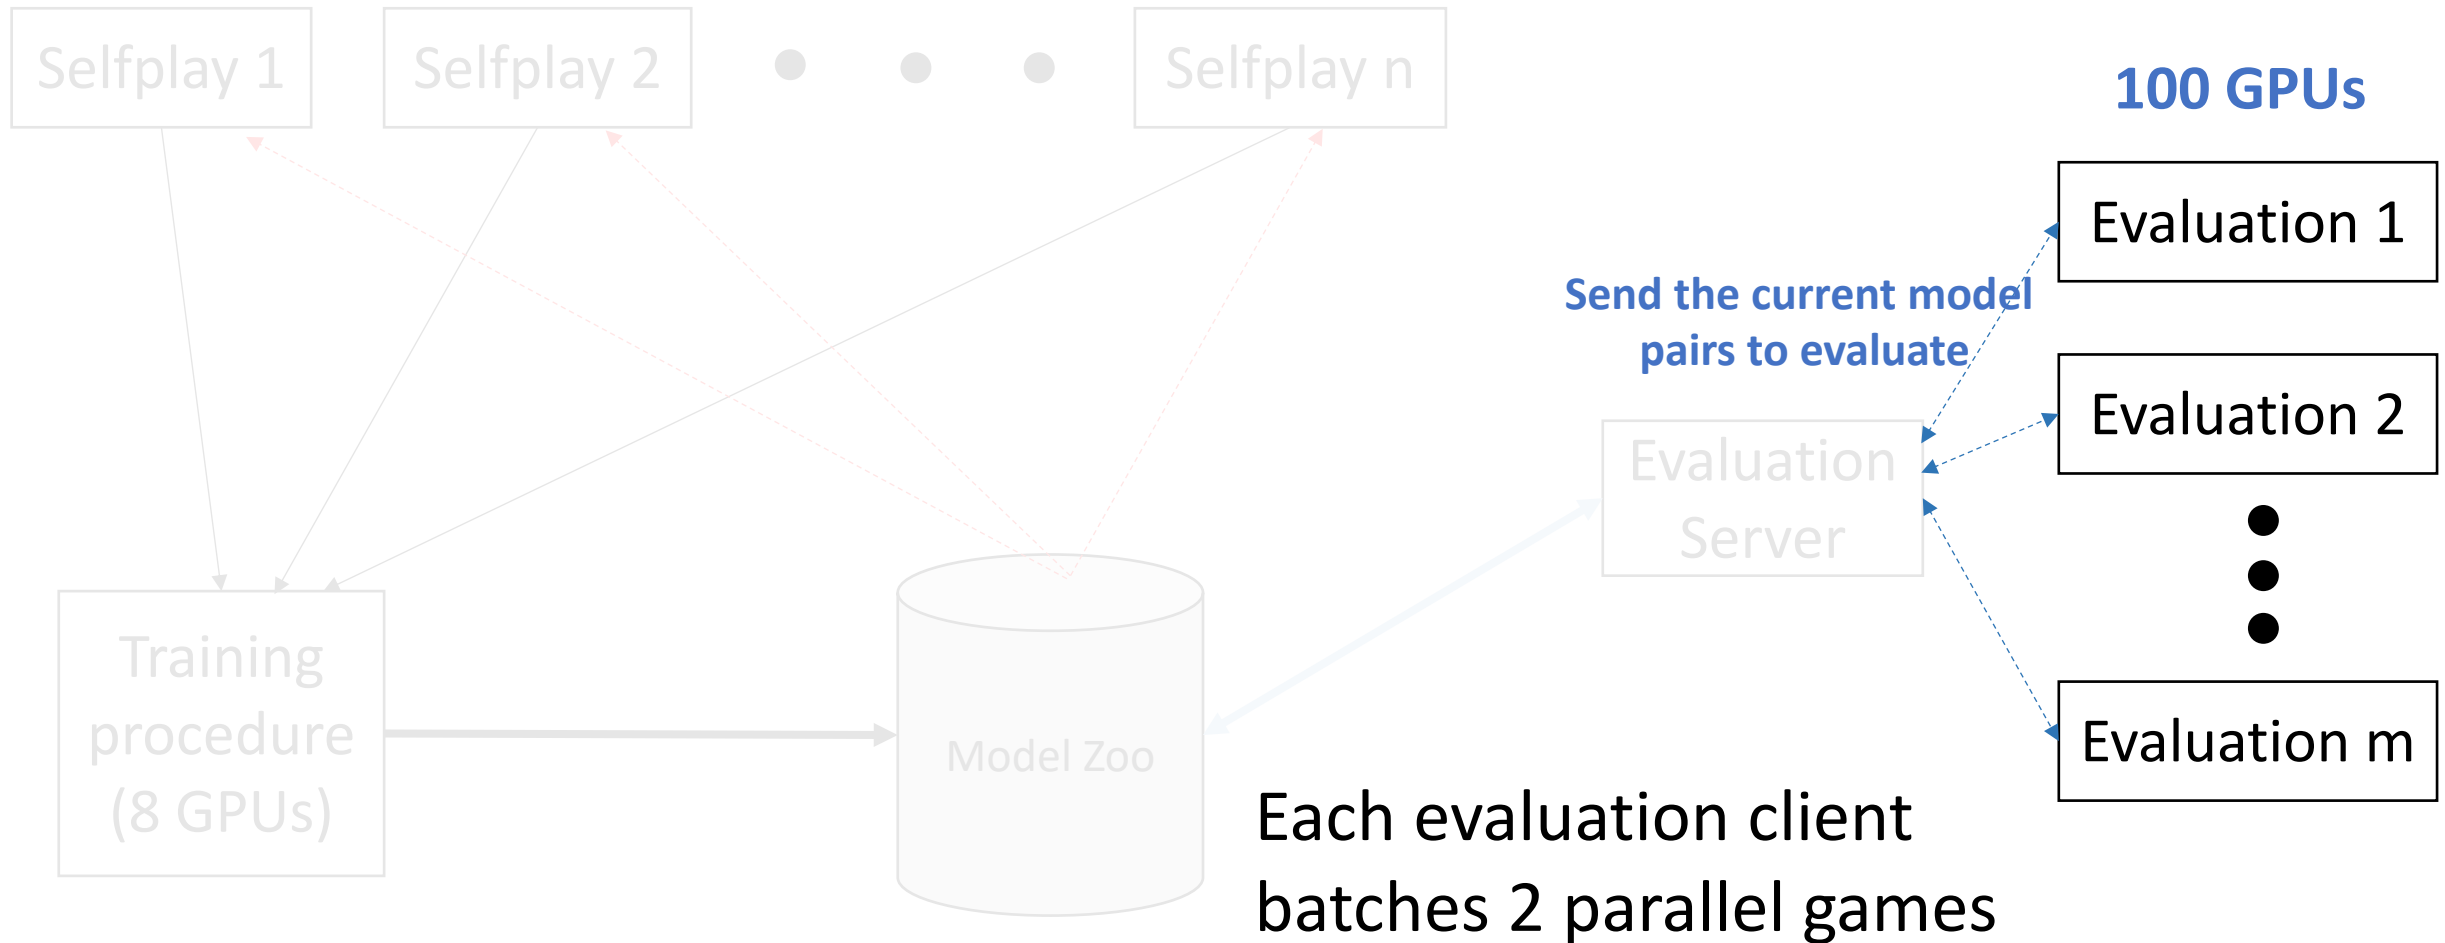 Selfplay 1
Selfplay 2
Selfplay n
100 GPUs
Evaluation 1
Send the current model
pairs to evaluate
Evaluation 2
Evaluation
Server
Training
procedure
(8 GPUs)
Model Zoo
Evaluation m
Each evaluation client
batches 2 parallel games